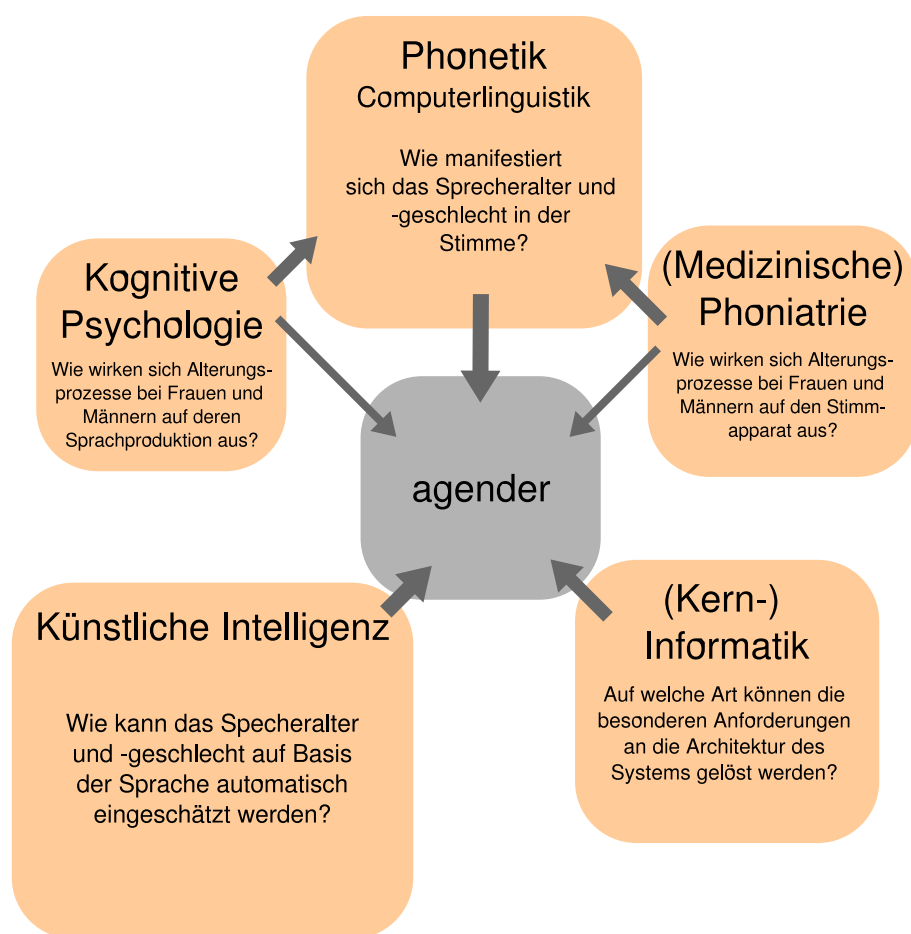 Phonetik
Computerlinguistik
Wie manifestiert
sich das Sprecheralter und
-geschlecht in der
Stimme?
Kognitive
Psychologie
Wie wirken sich Alterungs-
prozesse bei Frauen und
Männern auf deren
Sprachproduktion aus?
(Medizinische)
Phoniatrie
Wie wirken sich Alterungs-
prozesse bei Frauen und
Männern auf den Stimm-
apparat aus?
agender
Künstliche Intelligenz
Wie kann das Specheralter
und -geschlecht auf Basis
der Sprache automatisch
eingeschätzt werden?
(Kern-)
Informatik
Auf welche Art können die
besonderen Anforderungen
an die Architektur des
Systems gelöst werden?